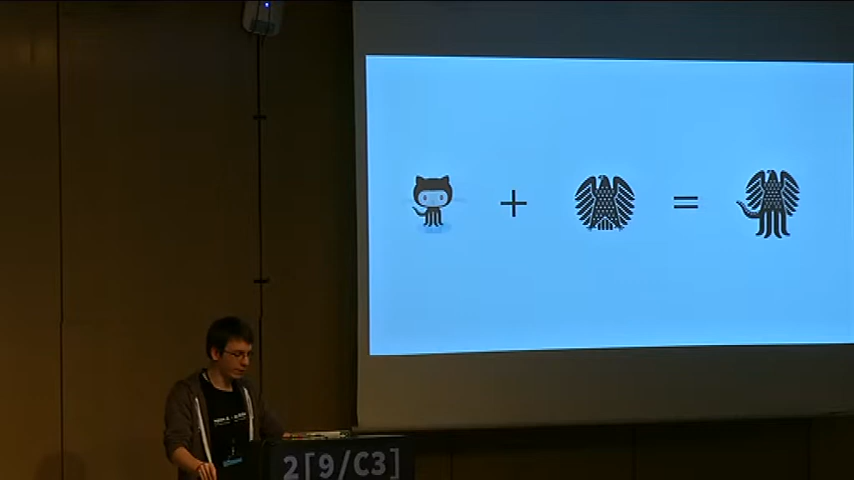 + =
2[9/C3]